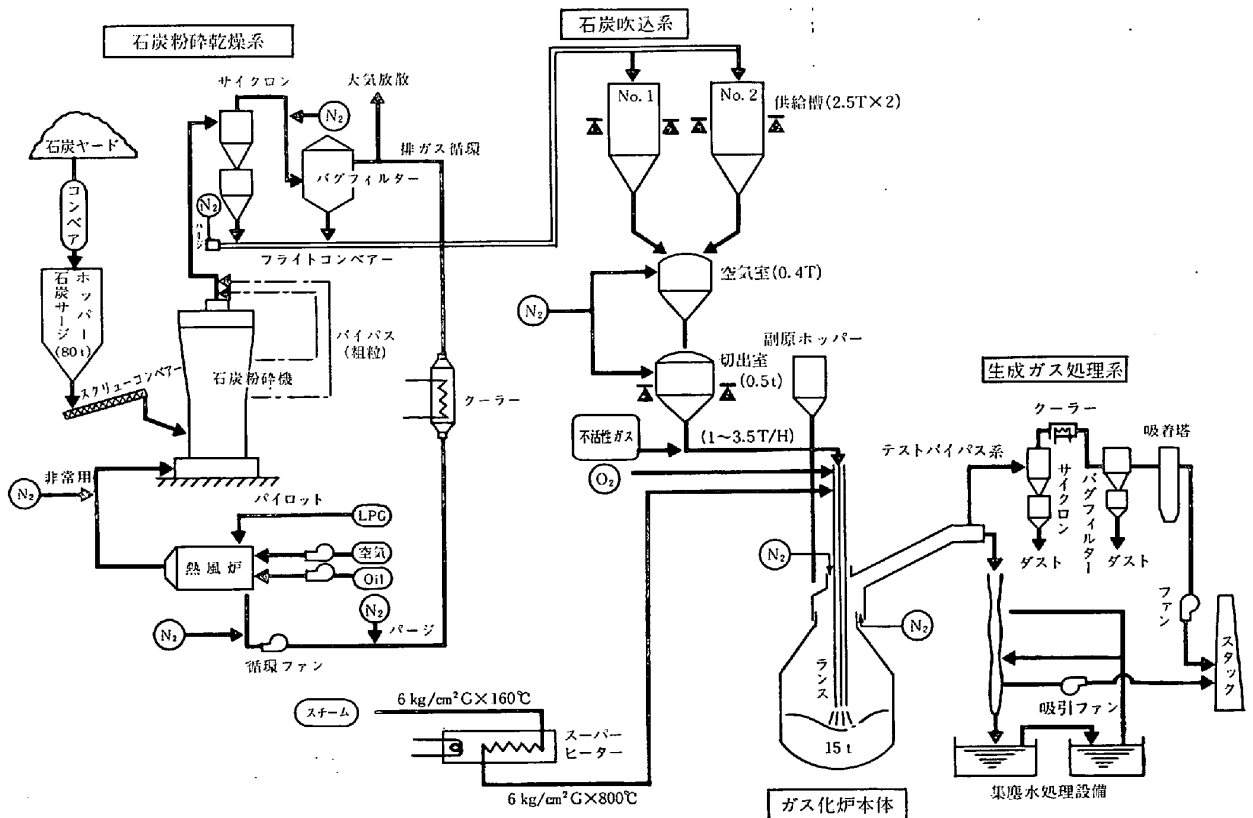 石炭粉砕乾燥系
石炭吹込系
サイクロン
大気放散
N₂
No. 1
No. 2
供給槽(2.5T×2)
石炭ヤード
排ガス循環
バグフィルター
コンベア
N₂
パージ
フライトコンベアー
空気室(0.4T)
石炭サージ
ホッパー
(80t)
バイパス
(粗粒)
N₂
副原ホッパー
石炭粉砕機
切出室
(0.5t)
生成ガス処理系
スクリューコンベアー
クーラー
クーラー
不活性ガス
(1~3.5T/H)
テストバイパス系
吸着塔
O₂
サイクロン
バグフィルター
非常用
N₂
パイロット
LPG
N₂
ダスト
ダスト
熱風炉
空気
Oil
N₂
ファン
N₂
パージ
N₂
循環ファン
ランス
スタック
スチーム
6 kg/cm²G×160℃
吸引ファン
スーパー
ヒーター
15 t
6 kg/cm²G×800℃
集塵水処理設備
ガス化炉本体